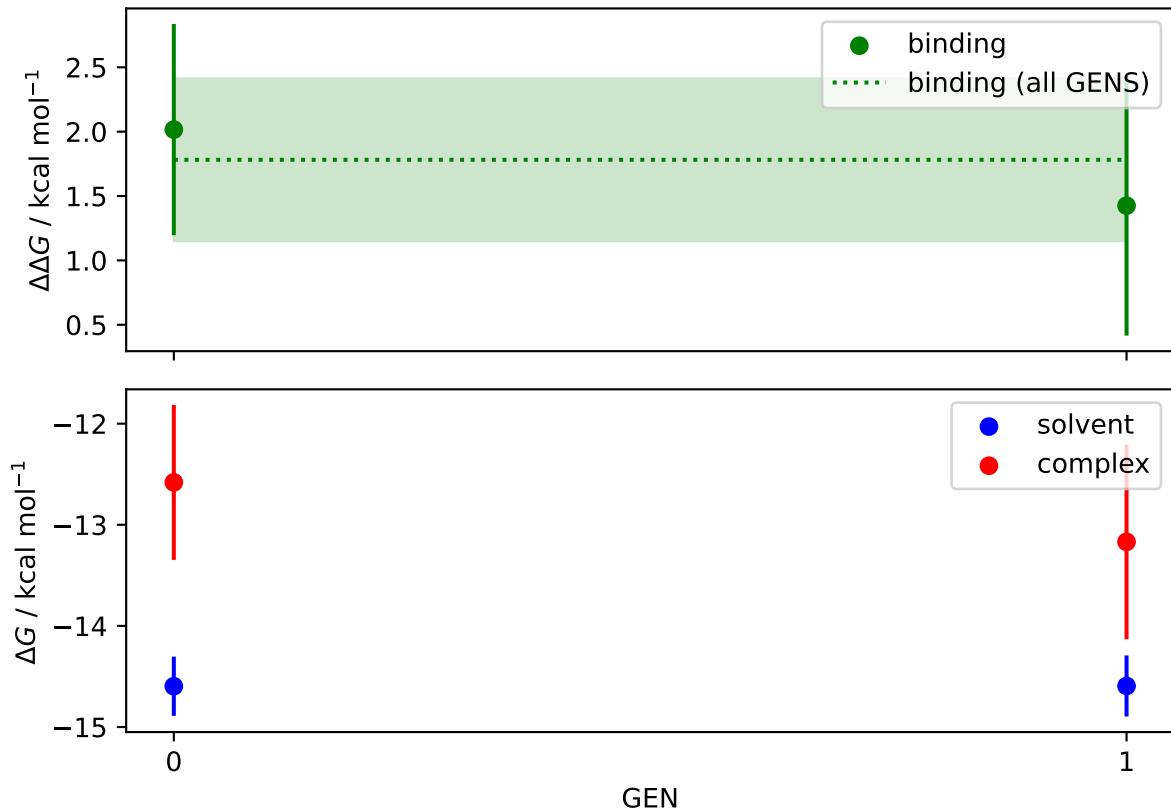 binding
binding (all GENS)
ΔΔG / kcal mol⁻¹
2.5
2.0
1.5
1.0
0.5
solvent
complex
ΔG / kcal mol⁻¹
−12
−13
−14
−15
0
1
GEN